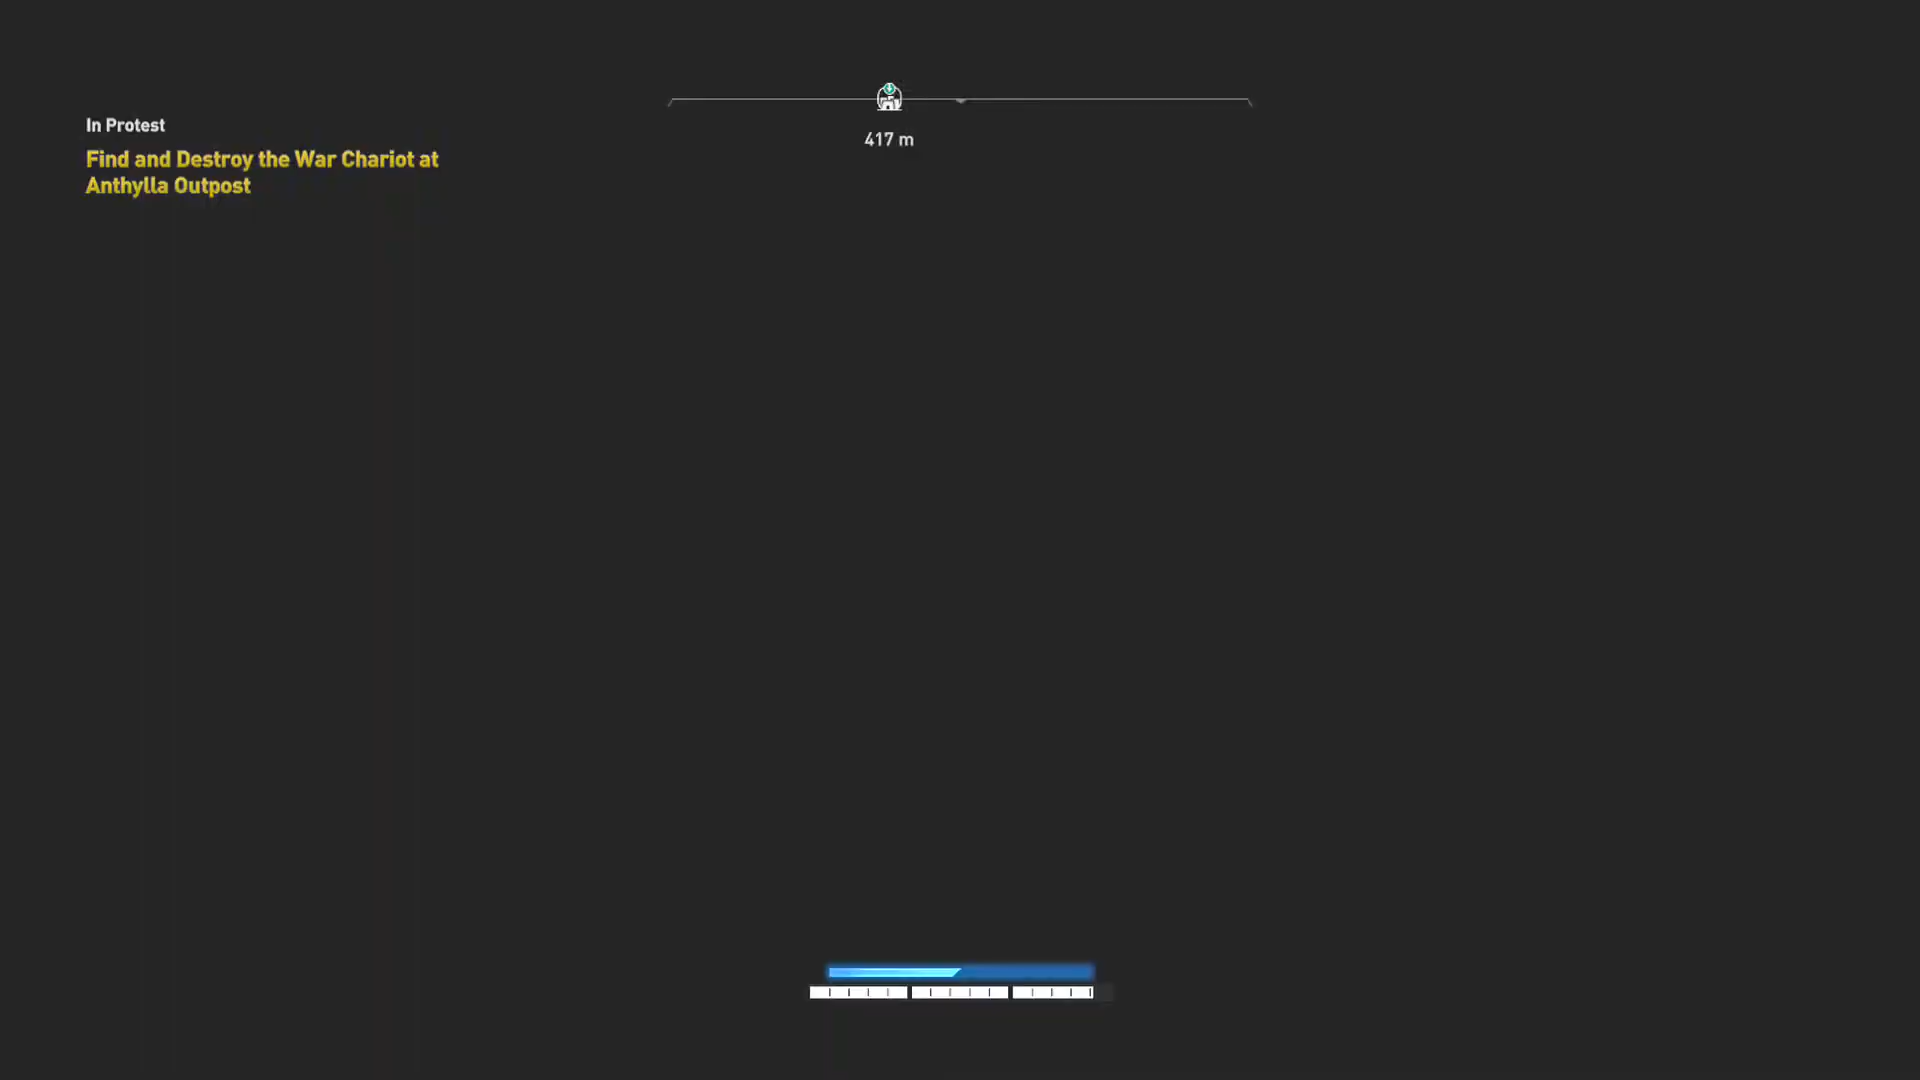 In Protest
Find and Destroy the War Chariot at
Anthylla Outpost
417 m